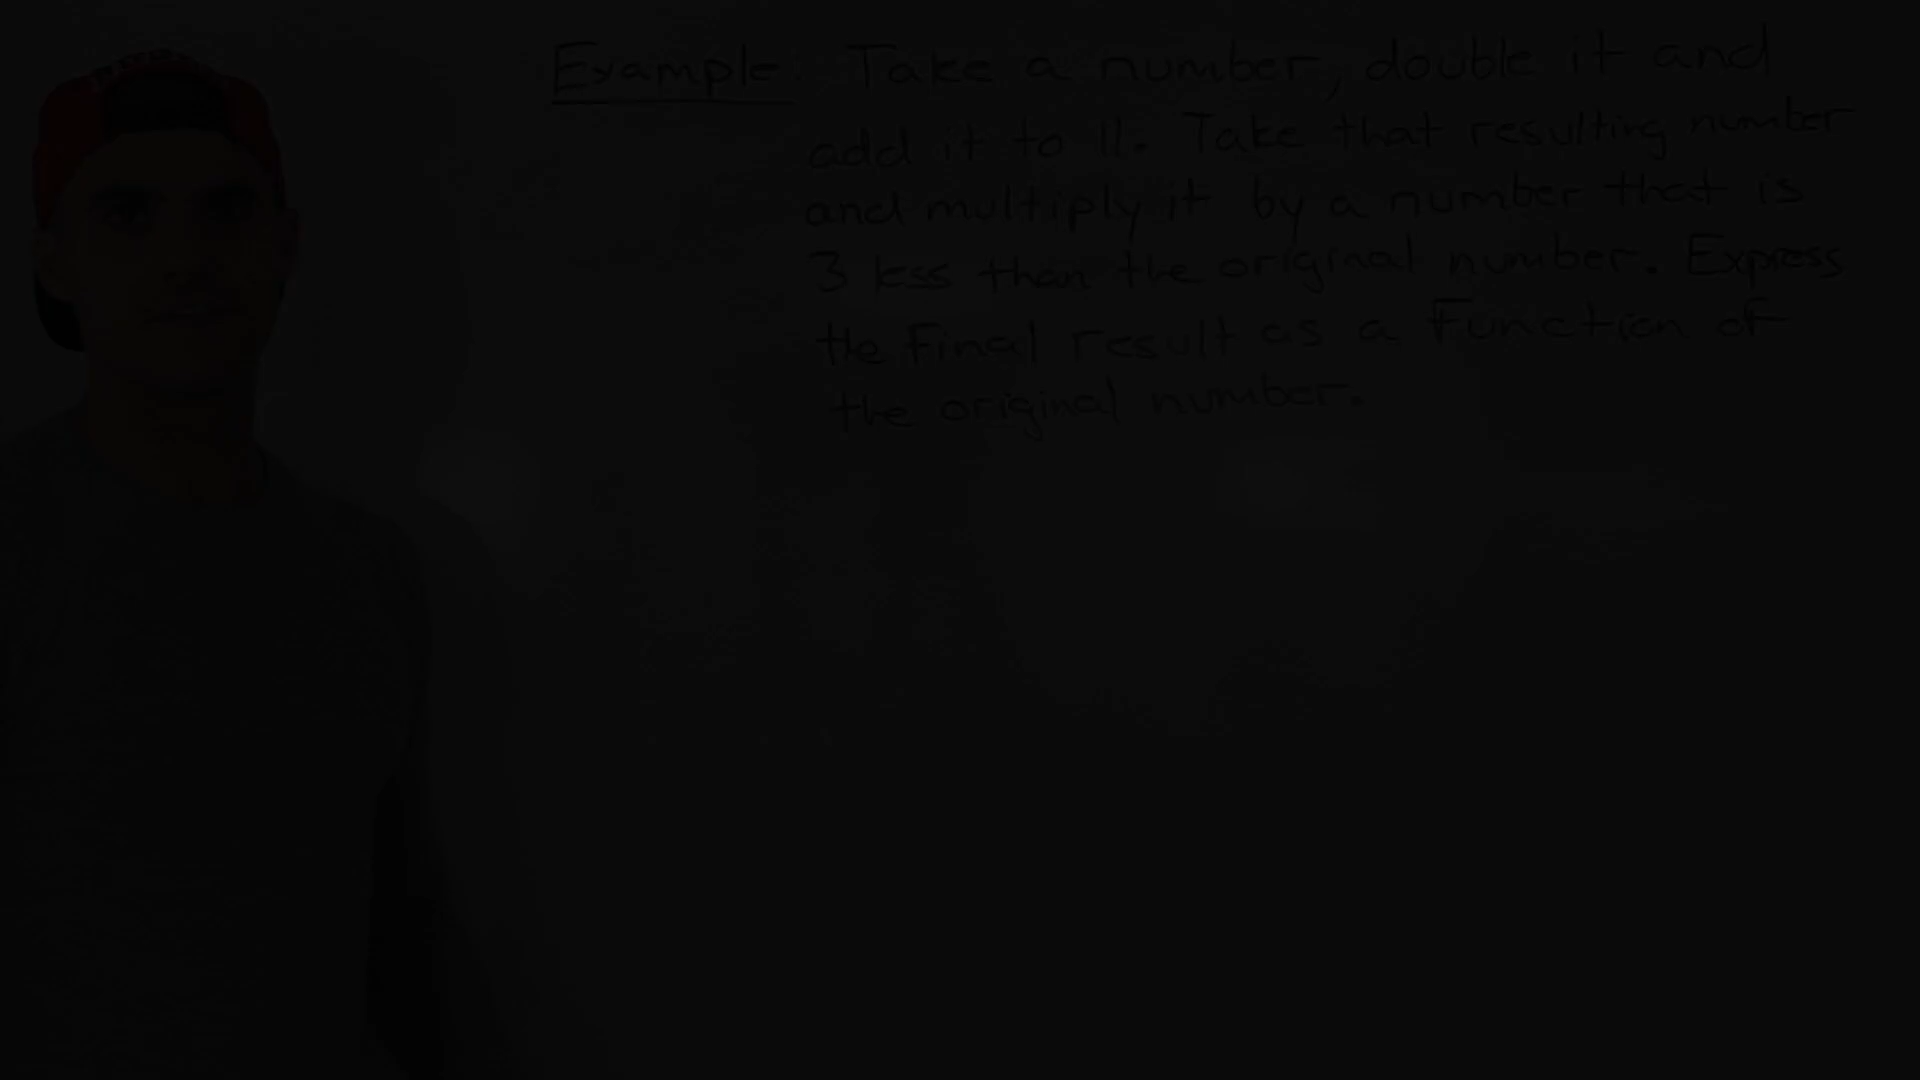 Example Take a number, double it and
add it to 11. Take that resulting number
and multiply it by a number that is
3 less than the original number. Express
the final result as a function of
the original number.